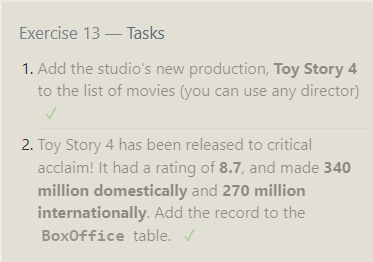 Exercise 13 — Tasks
1. Add the studio's new production, Toy Story 4
to the list of movies (you can use any director)
✓
2. Toy Story 4 has been released to critical
acclaim! It had a rating of 8.7, and made 340
million domestically and 270 million
internationally. Add the record to the
BoxOffice table. ✓